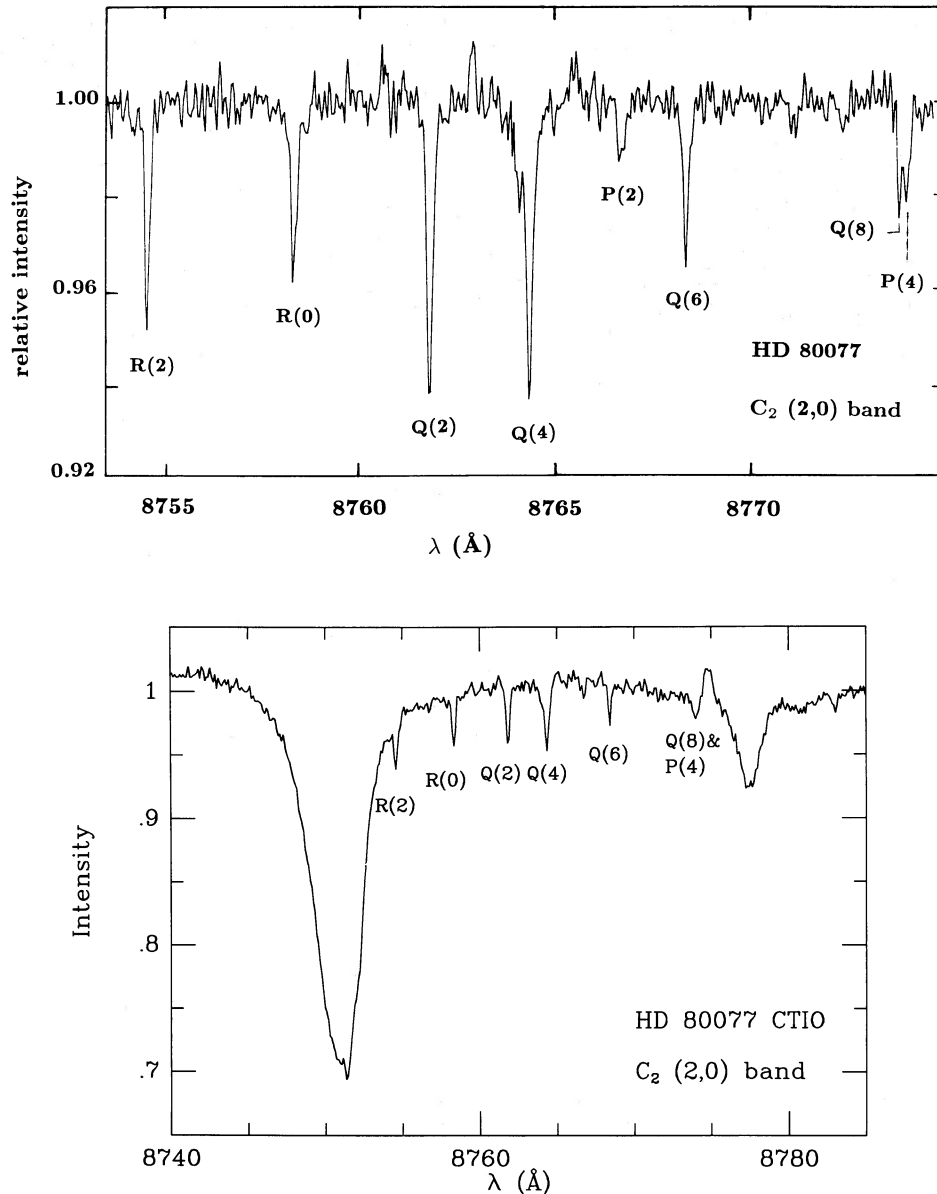 relative intensity
1.00
0.96
0.92
R(2)
R(0)
Q(2)
Q(4)
P(2)
Q(6)
Q(8)
P(4)
HD 80077
C₂ (2,0) band
8755
8760
8765
8770
λ (Å)
Intensity
1
.9
.8
.7
R(2)
R(0)
Q(2)
Q(4)
Q(6)
Q(8)&
P(4)
HD 80077 CTIO
C₂ (2,0) band
8740
8760
8780
λ (Å)